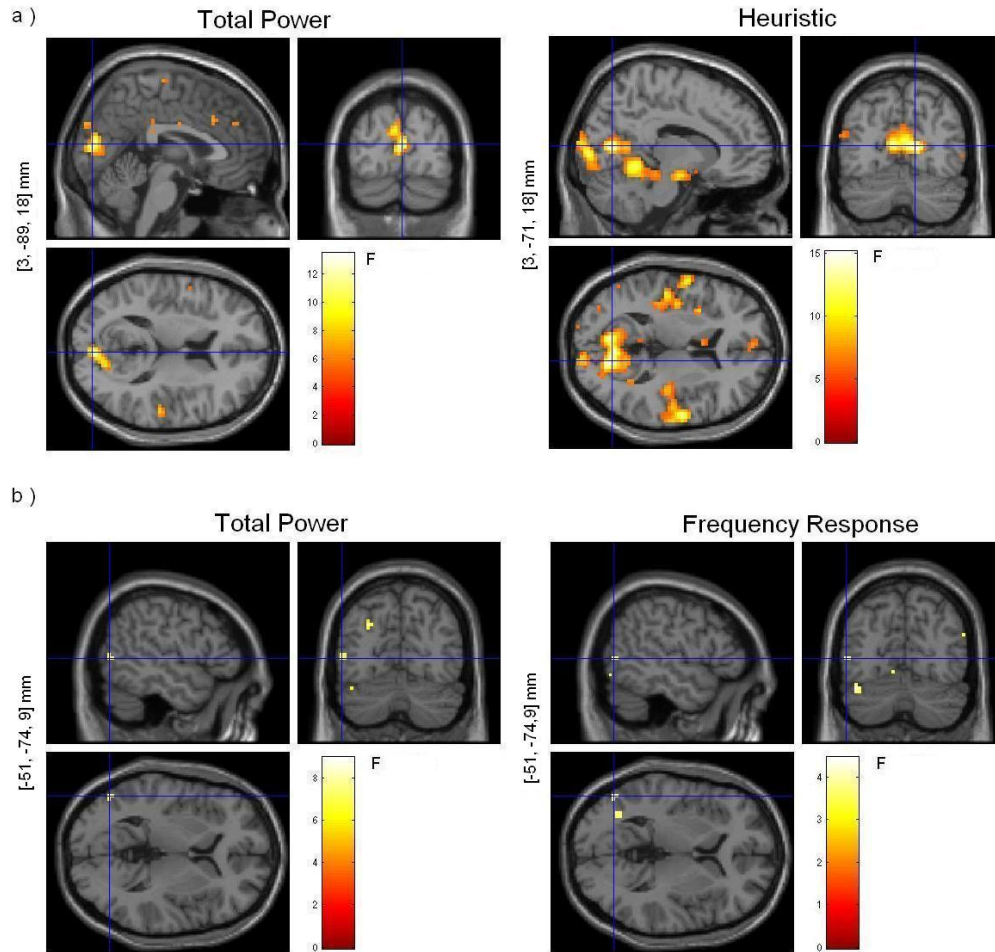 a )
Total Power
Heuristic
[3, -89, 18] mm
F
12
10
8
6
4
2
0
[3, -71, 18] mm
F
15
10
5
0
b )
Total Power
Frequency Response
[-51, -74, 9] mm
F
8
6
4
2
0
[-51, -74,9] mm
F
4
3
2
1
0